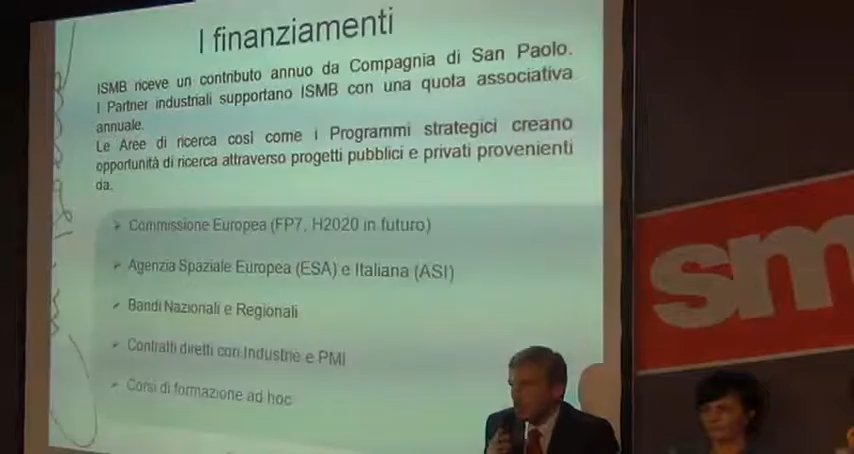 I finanziamenti
ISMB riceve un contributo annuo da Compagnia di San Paolo.
I Partner industriali supportano ISMB con una quota associativa
annuale.
Le Aree di ricerca così come i Programmi strategici creano
opportunità di ricerca attraverso progetti pubblici e privati provenienti
da.
Commissione Europea (FP7, H2020 in futuro)
Agenzia Spaziale Europea (ESA) e Italiana (ASI)
Bandi Nazionali e Regionali
Contratti diretti con Industrie e PMI
Corsi di formazione ad hoc
sm